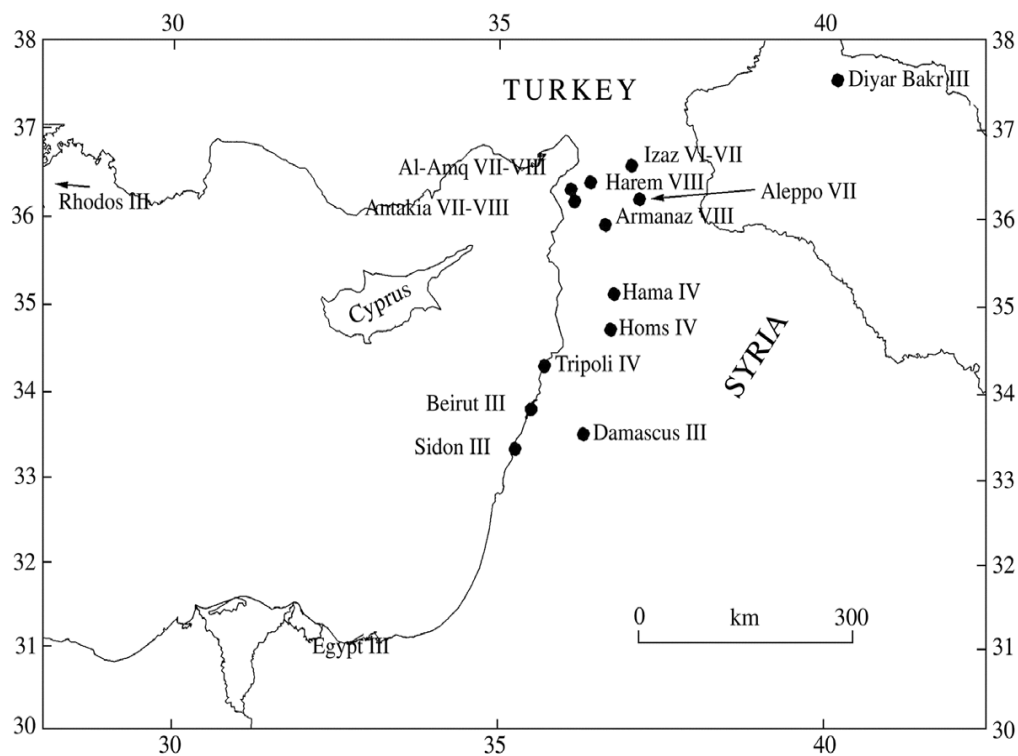 30 35 40
38 38
TURKEY
Diyar Bakr III
37 37
Izaz VI-VII
Al-Amq VII-VIII
Harem VIII
Aleppo VII
Rhodos III
Antakia VII-VIII
36 36
Armanaz VIII
Hama IV
Cyprus
35 35
Homs IV
SYRIA
Tripoli IV
34 34
Beirut III
Damascus III
Sidon III
33 33
32 32
0 km 300
Egypt III
31 31
30 30
30 35 40